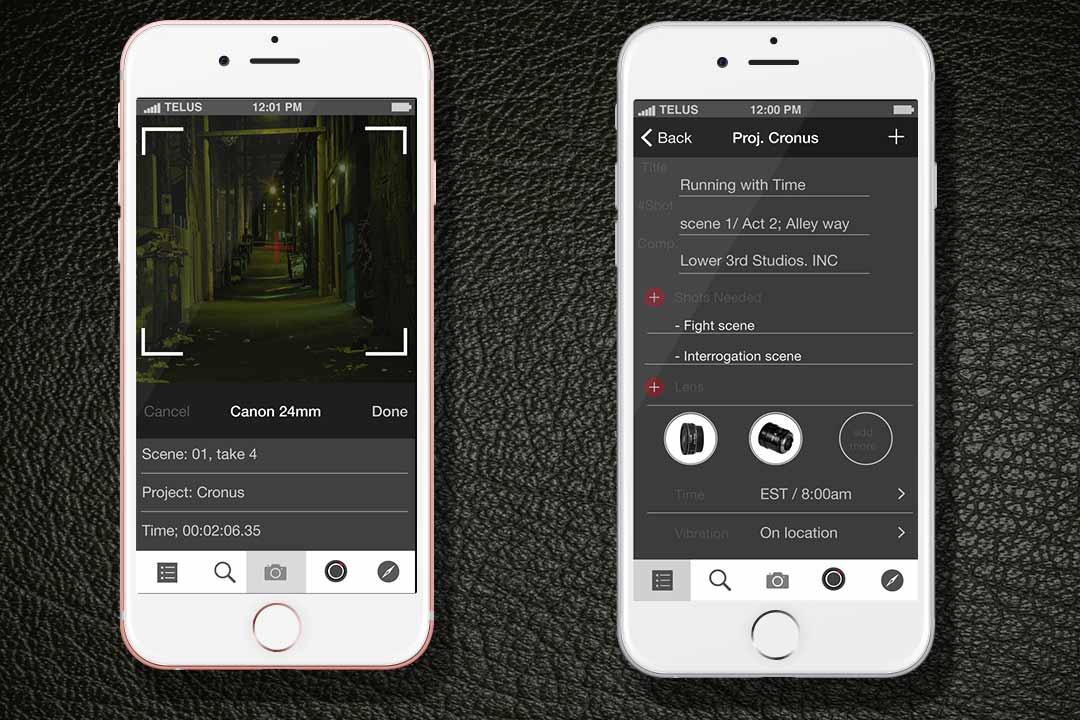 TELUS 12:01 PM
Cancel Canon 24mm Done
Scene: 01, take 4
Project: Cronus
Time; 00:02:06.35
TELUS 12:00 PM
Back Proj. Cronus
Title
Running with Time
#Shot
scene 1/ Act 2; Alley way
Comp.
Lower 3rd Studios. INC
Shots Needed
- Fight scene
- Interrogation scene
Lens
add
more
Time EST / 8:00am
Vibration On location